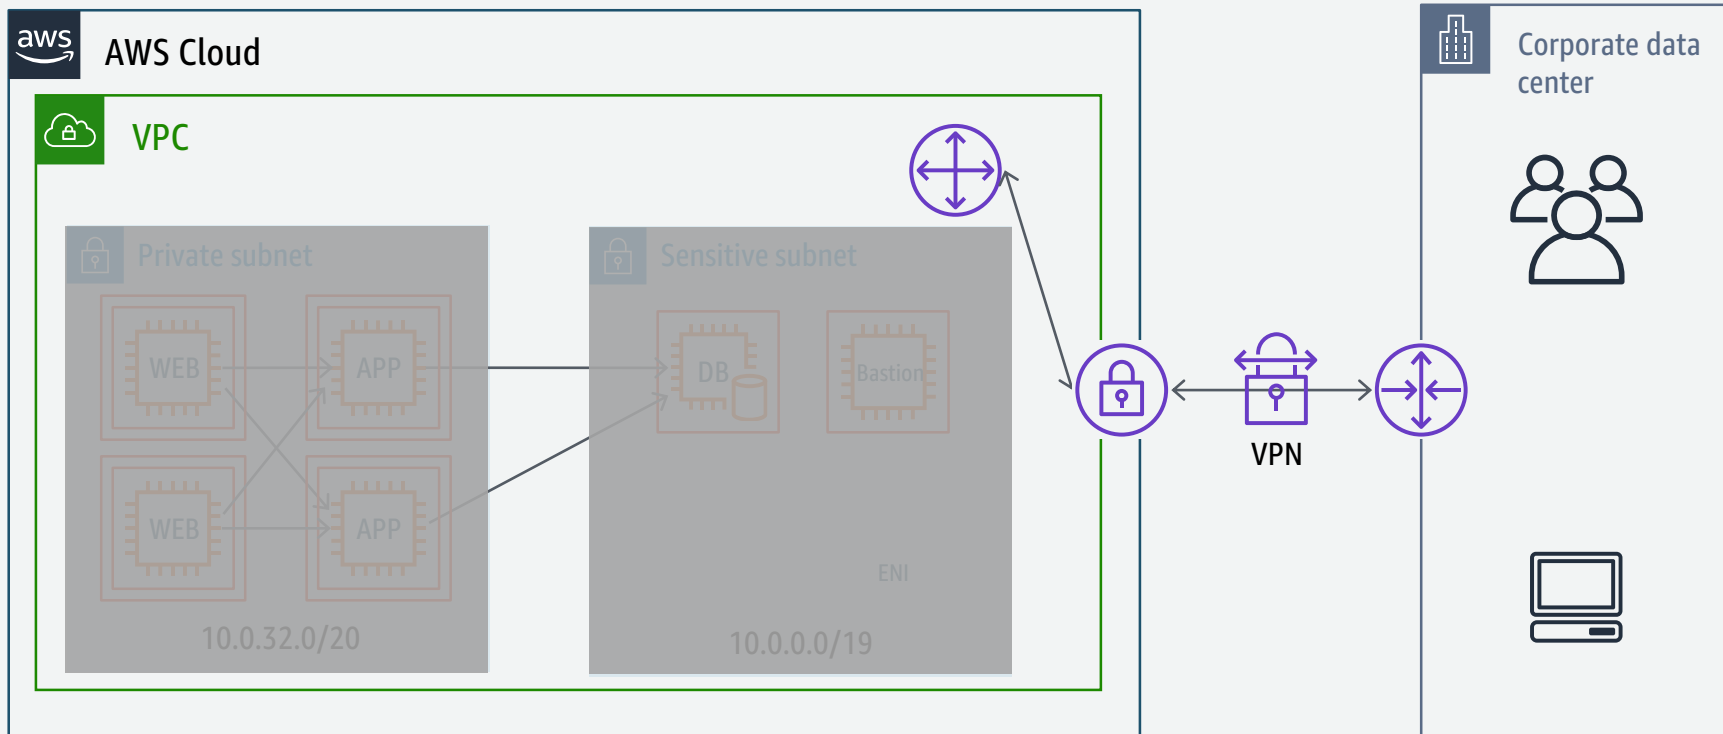 aws
AWS Cloud
Corporate data
center
VPC
Private subnet
Sensitive subnet
WEB
APP
DB
Bastion
VPN
WEB
APP
ENI
10.0.32.0/20
10.0.0.0/19